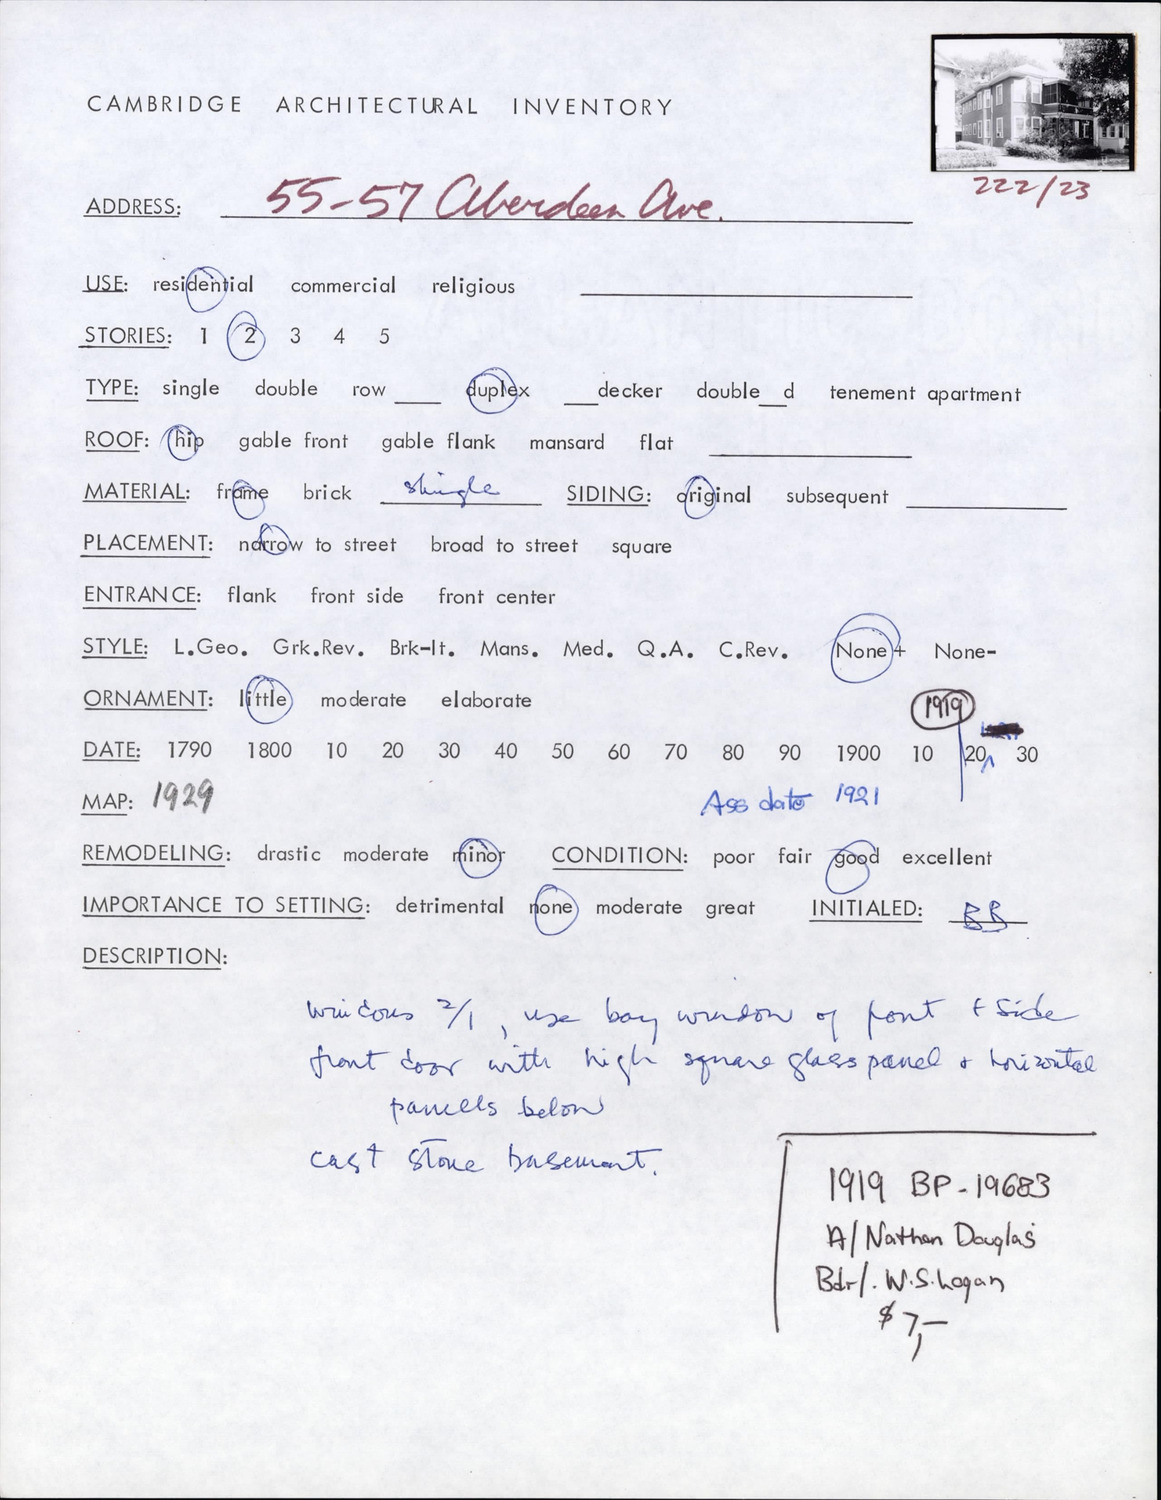 CAMBRIDGE ARCHITECTURAL INVENTORY
222/23
ADDRESS: 55-57 Aberdeen Ave.
USE: residential commercial religious
STORIES: 1 2 3 4 5
TYPE: single double row ___ duplex ___decker double__d tenement apartment
ROOF: hip gable front gable flank mansard flat
MATERIAL: frame brick shingle SIDING: original subsequent
PLACEMENT: narrow to street broad to street square
ENTRANCE: flank front side front center
STYLE: L.Geo. Grk.Rev. Brk-It. Mans. Med. Q.A. C.Rev. None+ None-
ORNAMENT: little moderate elaborate
1919
DATE: 1790 1800 10 20 30 40 50 60 70 80 90 1900 10 20 30
MAP: 1929 Ass date 1921
REMODELING: drastic moderate minor CONDITION: poor fair good excellent
IMPORTANCE TO SETTING: detrimental none moderate great INITIALED: BB
DESCRIPTION:
windows 2/1, use bay window of front + side
front door with high square glass panel + horizontal
panells below
cast stone basement.
1919 BP-19683
A/Nathan Douglas
Bdr/. W.S. Logan
$7,—